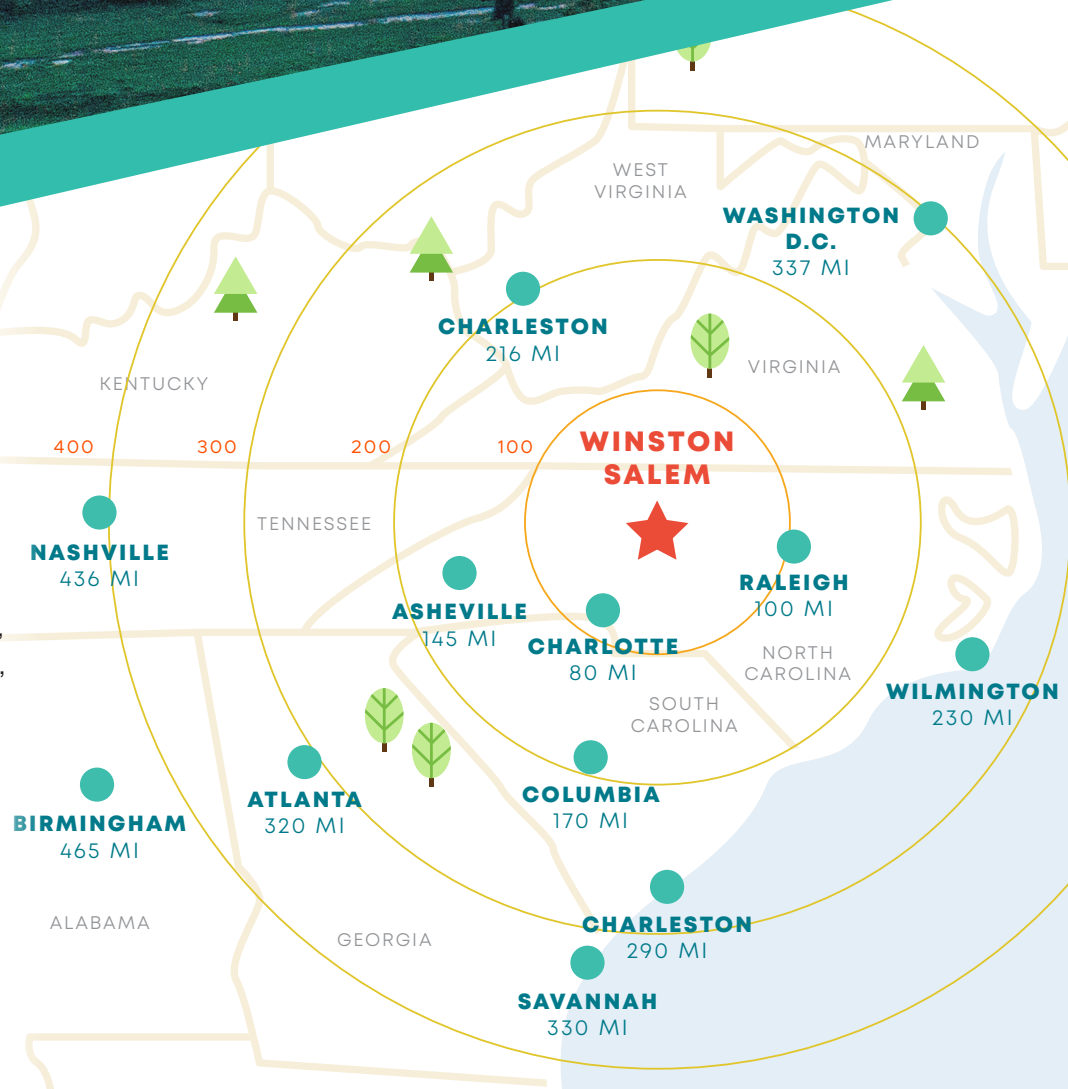 MARYLAND
WEST
VIRGINIA
WASHINGTON
D.C.
337 MI
CHARLESTON
216 MI
VIRGINIA
KENTUCKY
400
300
200
100
WINSTON
SALEM
TENNESSEE
NASHVILLE
436 MI
ASHEVILLE
145 MI
RALEIGH
100 MI
CHARLOTTE
80 MI
NORTH
CAROLINA
WILMINGTON
230 MI
SOUTH
CAROLINA
ATLANTA
320 MI
COLUMBIA
170 MI
BIRMINGHAM
465 MI
ALABAMA
GEORGIA
CHARLESTON
290 MI
SAVANNAH
330 MI